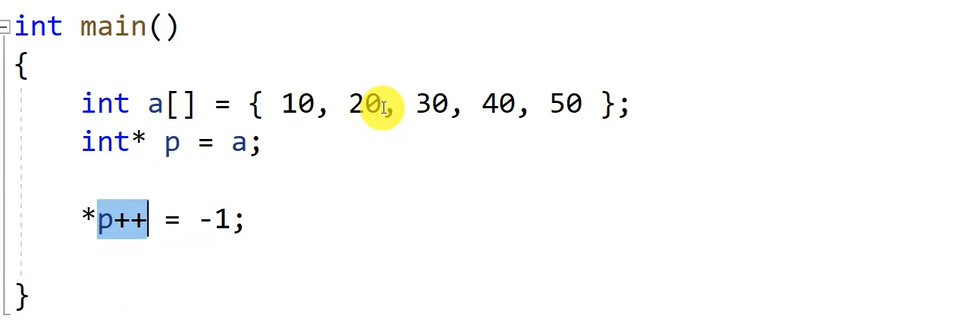 int main()
{
    int a[] = { 10, 20, 30, 40, 50 };
    int* p = a;
    *p++ = -1;
}